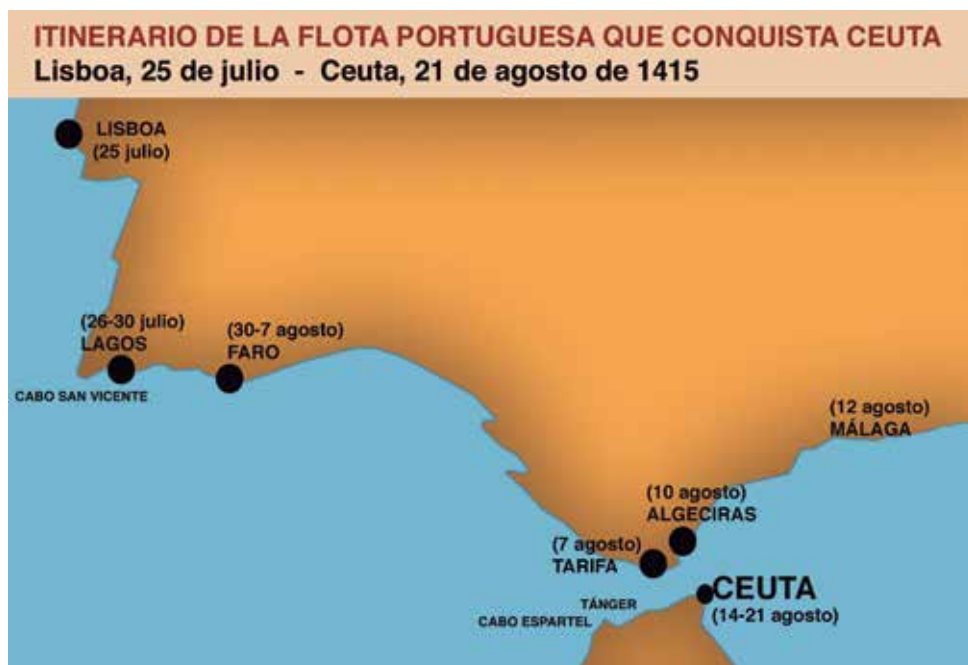 ITINERARIO DE LA FLOTA PORTUGUESA QUE CONQUISTA CEUTA
Lisboa, 25 de julio - Ceuta, 21 de agosto de 1415
LISBOA
(25 julio)
(26-30 julio)
LAGOS
(30-7 agosto)
FARO
CABO SAN VICENTE
(12 agosto)
MÁLAGA
(10 agosto)
ALGECIRAS
(7 agosto)
TARIFA
CEUTA
(14-21 agosto)
TÁNGER
CABO ESPARTEL